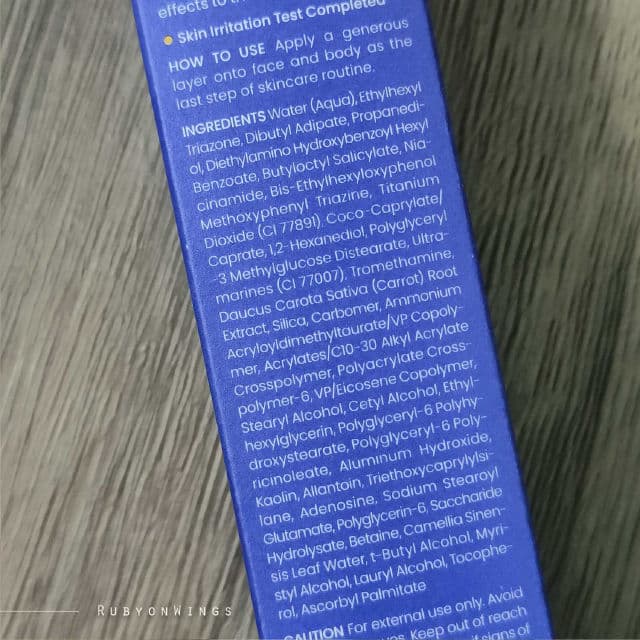 effects to
Skin Irritation Test Completed
HOW TO USE Apply a generous
layer onto face and body as the
last step of skincare routine.
INGREDIENTS Water (Aqua), Ethylhexyl
Triazone, Dibutyl Adipate, Propanedi-
ol, Diethylamino Hydroxybenzoyl Hexyl
Benzoate, Butyloctyl Salicylate, Nia-
cinamide, Bis-Ethylhexyloxyphenol
Methoxyphenyl Triazine, Titanium
Dioxide (CI 77891), Coco-Caprylate/
Caprate, 1,2-Hexanediol, Polyglyceryl
-3 Methylglucose Distearate, Ultra-
marines (CI 77007), Tromethamine,
Daucus Carota Sativa (Carrot) Root
Extract, Silica, Carbomer, Ammonium
Acryloyldimethyltaurate/VP Copoly-
mer, Acrylates/C10-30 Alkyl Acrylate
Crosspolymer, Polyacrylate Cross-
polymer-6, VP/Eicosene Copolymer,
Stearyl Alcohol, Cetyl Alcohol, Ethyl-
hexylglycerin, Polyglyceryl-6 Polyhy-
droxystearate, Polyglyceryl-6 Poly-
ricinoleate, Aluminum Hydroxide,
Kaolin, Allantoin, Triethoxycaprylylsi-
lane, Adenosine, Sodium Stearoyl
Glutamate, Polyglycerin-6, Saccharide
Hydrolysate, Betaine, Camellia Sinen-
sis Leaf Water, t-Butyl Alcohol, Myri-
styl Alcohol, Lauryl Alcohol, Tocophe-
rol, Ascorbyl Palmitate
CAUTION For external use only. Avoid
Keep out of reach
RubyonWings